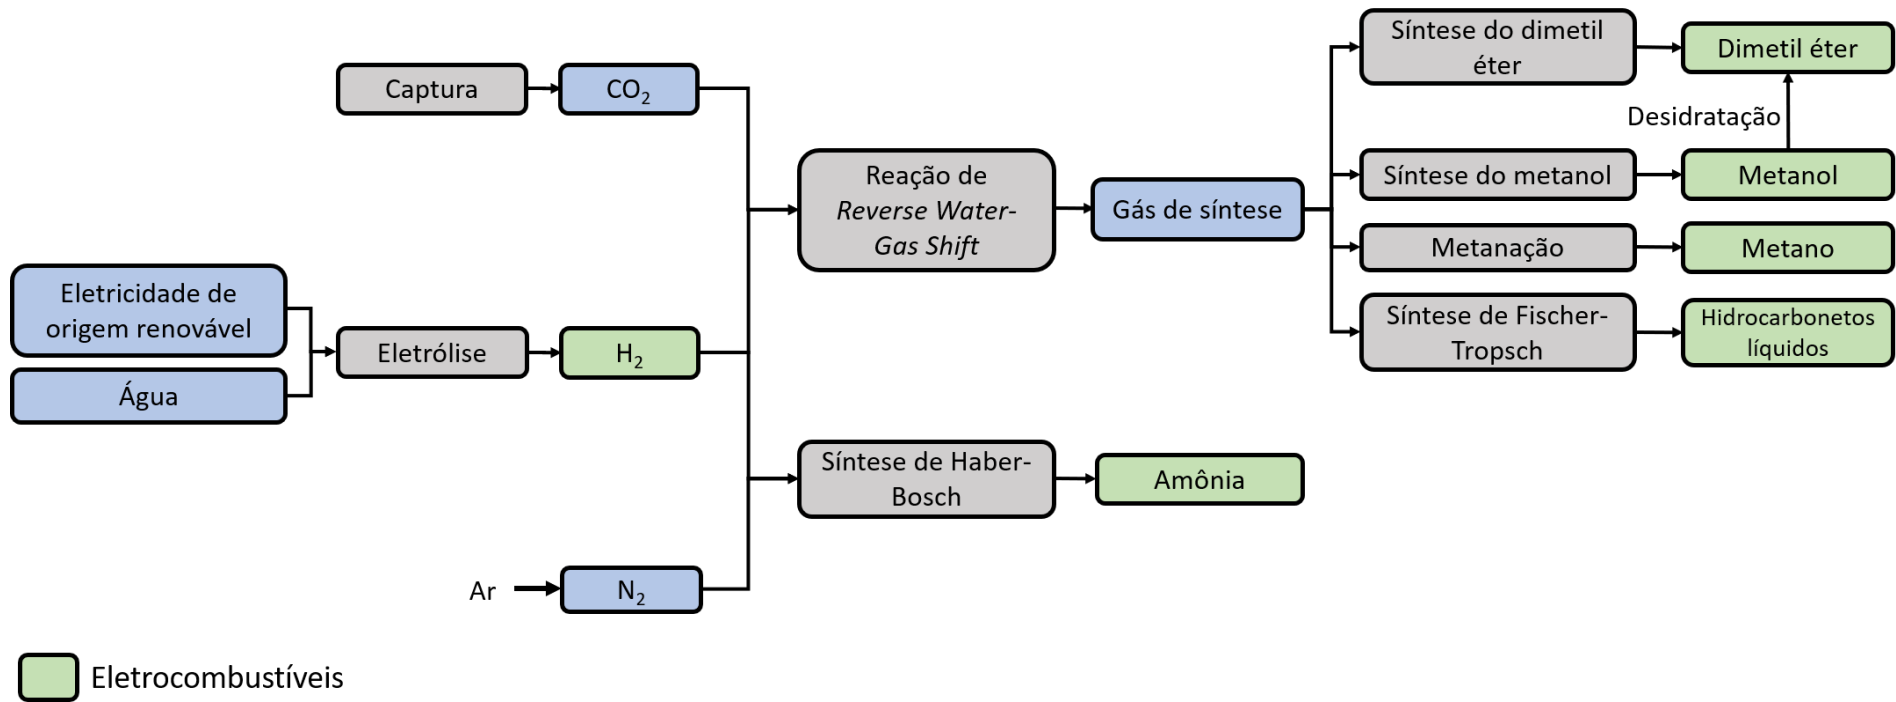 Captura
CO₂
Eletricidade de
origem renovável
Água
Eletrólise
H₂
Ar
N₂
Reação de
Reverse Water-
Gas Shift
Gás de síntese
Síntese de Haber-
Bosch
Amônia
Síntese do dimetil
éter
Dimetil éter
Desidratação
Síntese do metanol
Metanol
Metanação
Metano
Síntese de Fischer-
Tropsch
Hidrocarbonetos
líquidos
Eletrocombustíveis